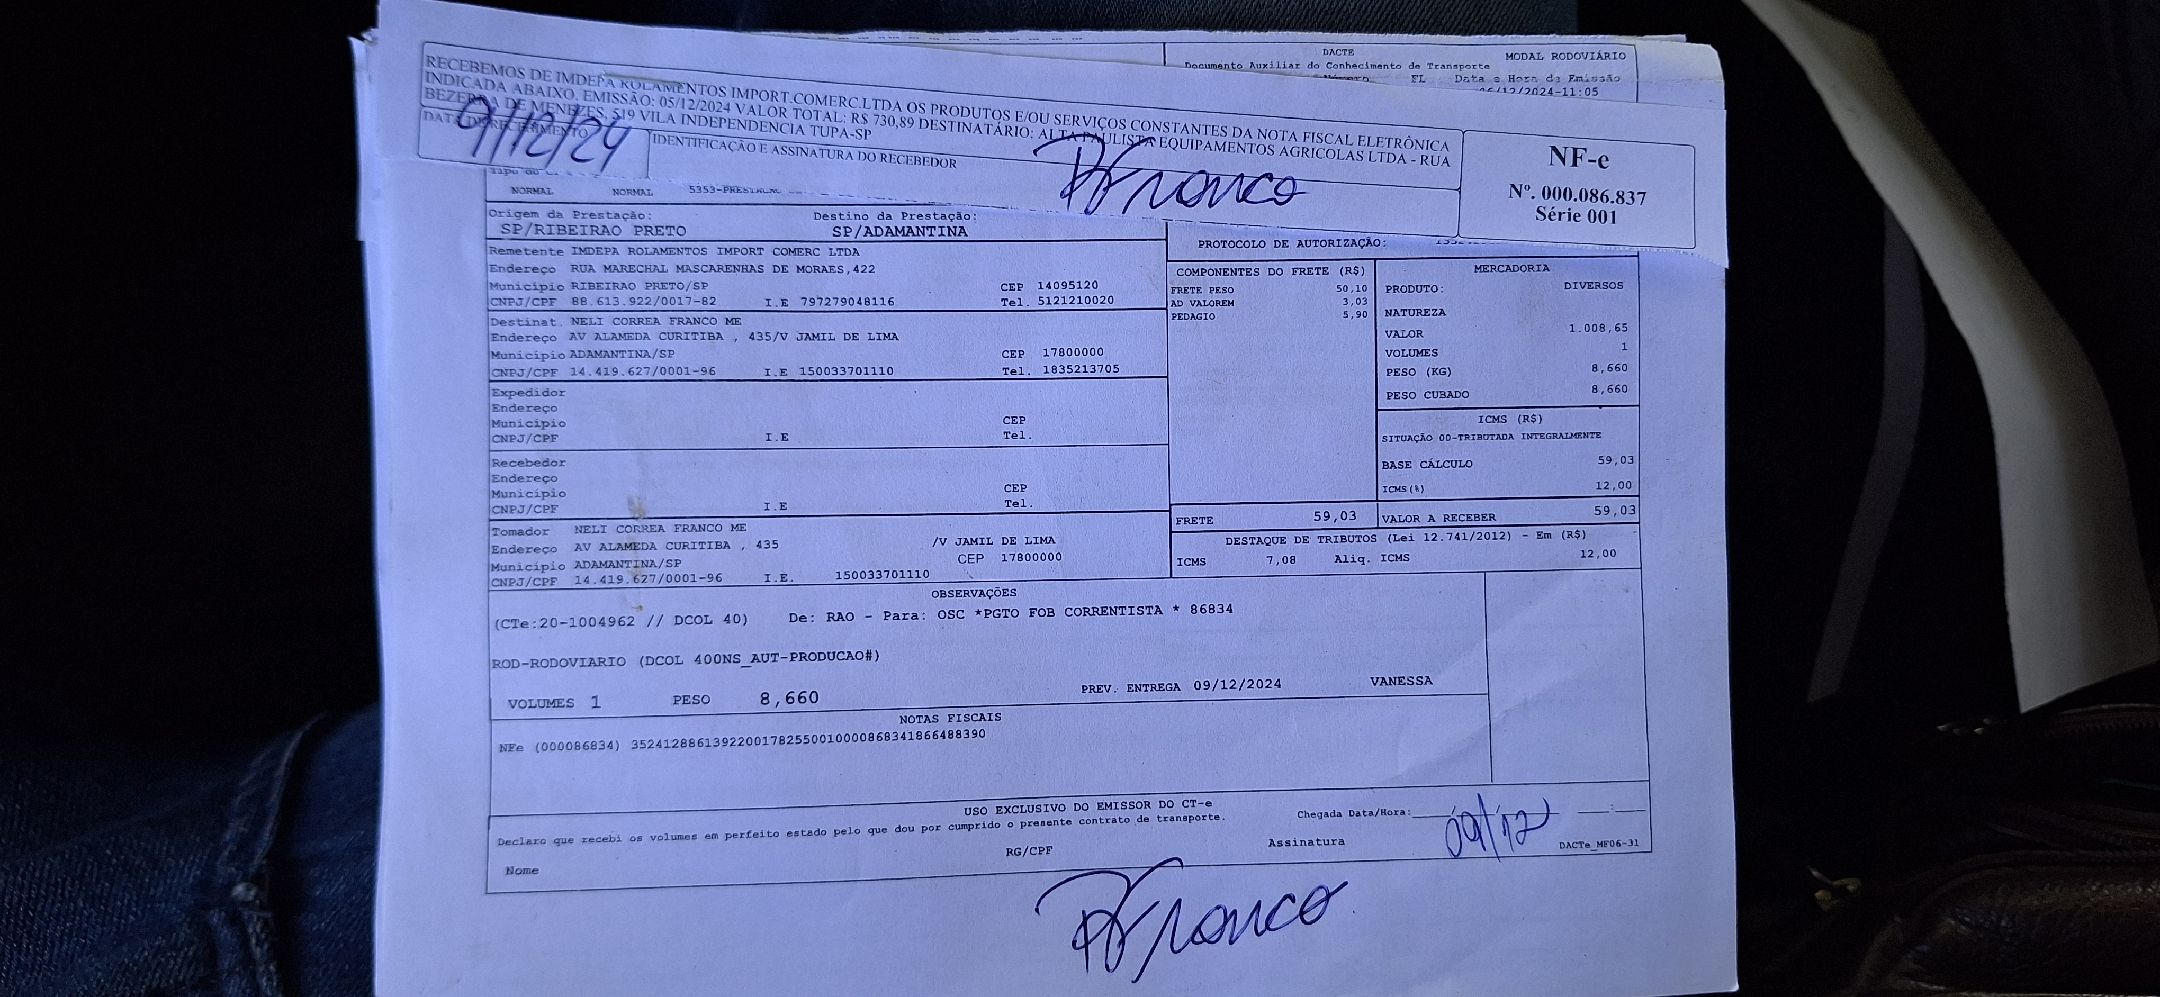 DACTE
MODAL RODOVIÁRIO
Documento Auxiliar do Conhecimento de Transporte
FL Data e Hora de Emissão
/12/2024-11:05
RECEBEMOS DE IMDEPA ROLAMENTOS IMPORT.COMERC.LTDA OS PRODUTOS E/OU SERVIÇOS CONSTANTES DA NOTA FISCAL ELETRÔNICA
INDICADA ABAIXO. EMISSÃO: 05/12/2024 VALOR TOTAL: R$ 730,89 DESTINATÁRIO: ALTA PAULISTA EQUIPAMENTOS AGRICOLAS LTDA - RUA
BEZERRA DE MENEZES, 519 VILA INDEPENDENCIA TUPA-SP
DATA DE RECEBIMENTO
9/12/24
IDENTIFICAÇÃO E ASSINATURA DO RECEBEDOR
Franco
NF-e
Nº. 000.086.837
Série 001
NORMAL NORMAL 5353-
Origem da Prestação: Destino da Prestação:
SP/RIBEIRAO PRETO SP/ADAMANTINA
Remetente IMDEPA ROLAMENTOS IMPORT COMERC LTDA
Endereço RUA MARECHAL MASCARENHAS DE MORAES,422
Município RIBEIRAO PRETO/SP CEP 14095120
CNPJ/CPF 88.613.922/0017-82 I.E 797279048116 Tel. 5121210020
Destinat. NELI CORREA FRANCO ME
Endereço AV ALAMEDA CURITIBA , 435/V JAMIL DE LIMA
Município ADAMANTINA/SP CEP 17800000
CNPJ/CPF 14.419.627/0001-96 I.E 150033701110 Tel. 1835213705
Expedidor
Endereço
Município CEP
CNPJ/CPF I.E Tel.
Recebedor
Endereço
Município CEP
CNPJ/CPF I.E Tel.
Tomador NELI CORREA FRANCO ME
Endereço AV ALAMEDA CURITIBA , 435 /V JAMIL DE LIMA
Município ADAMANTINA/SP CEP 17800000
CNPJ/CPF 14.419.627/0001-96 I.E. 150033701110
PROTOCOLO DE AUTORIZAÇÃO:
COMPONENTES DO FRETE (R$)
FRETE PESO 50,10
AD VALOREM 3,03
PEDAGIO 5,90
MERCADORIA
PRODUTO: DIVERSOS
NATUREZA
VALOR 1.008,65
VOLUMES 1
PESO (KG) 8,660
PESO CUBADO 8,660
ICMS (R$)
SITUAÇÃO 00-TRIBUTADA INTEGRALMENTE
BASE CÁLCULO 59,03
ICMS(%) 12,00
FRETE 59,03 VALOR A RECEBER 59,03
DESTAQUE DE TRIBUTOS (Lei 12.741/2012) - Em (R$)
ICMS 7,08 Aliq. ICMS 12,00
OBSERVAÇÕES
(CTe:20-1004962 // DCOL 40) De: RAO - Para: OSC *PGTO FOB CORRENTISTA * 86834
ROD-RODOVIARIO (DCOL 400NS_AUT-PRODUCAO#)
VOLUMES 1 PESO 8,660 PREV. ENTREGA 09/12/2024 VANESSA
NOTAS FISCAIS
NFe (000086834) 35241288613922001782550010000868341866488390
USO EXCLUSIVO DO EMISSOR DO CT-e
Declaro que recebi os volumes em perfeito estado pelo que dou por cumprido o presente contrato de transporte.
Chegada Data/Hora: 09/12
Nome RG/CPF Assinatura DACTe_MF06-31
Franco